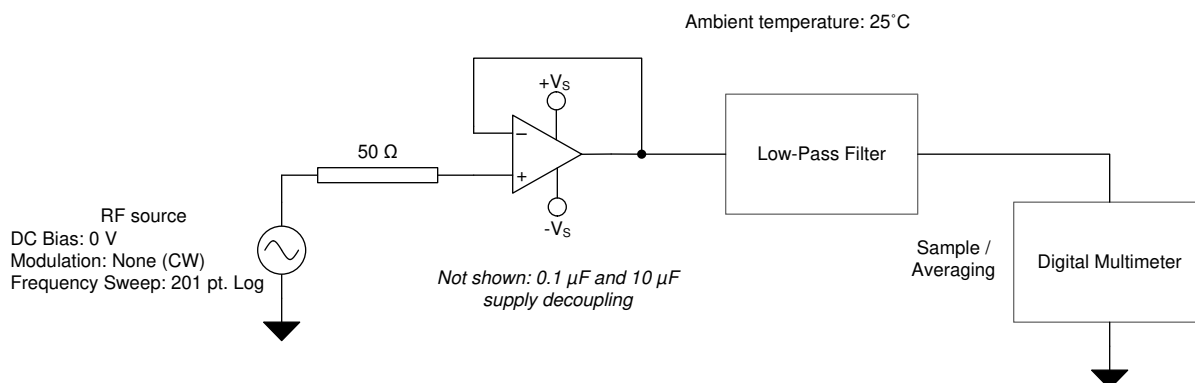 Ambient temperature: 25˚C
+VS
50 Ω
−
+
Low-Pass Filter
RF source
DC Bias: 0 V
Modulation: None (CW)
Frequency Sweep: 201 pt. Log
-VS
Not shown: 0.1 µF and 10 µF
supply decoupling
Sample /
Averaging
Digital Multimeter